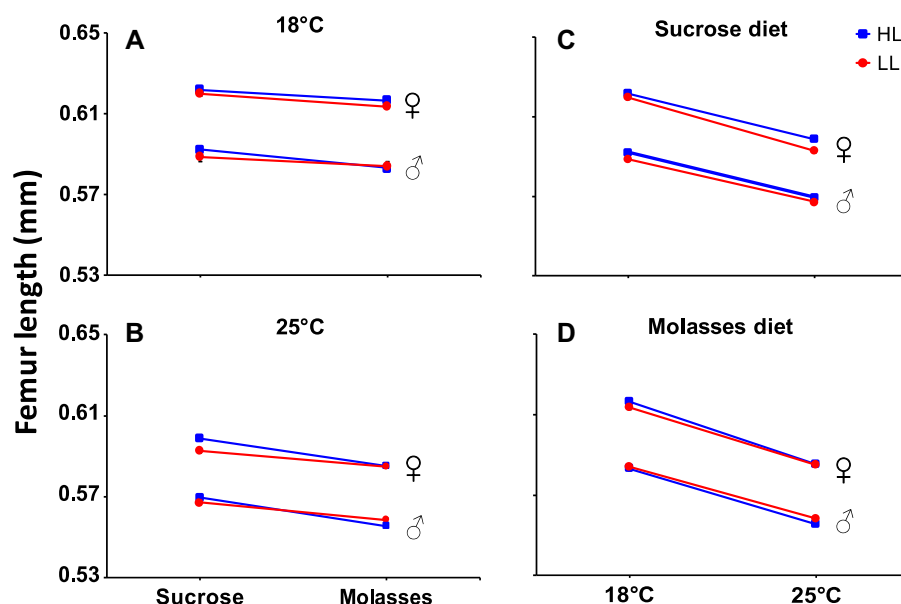 A
18°C
C
Sucrose diet
HL
LL
0.65
0.61
0.57
0.53
♀
♂
♀
♂
Femur length (mm)
B
25°C
D
Molasses diet
0.65
0.61
0.57
0.53
♀
♂
♀
♂
Sucrose
Molasses
18°C
25°C